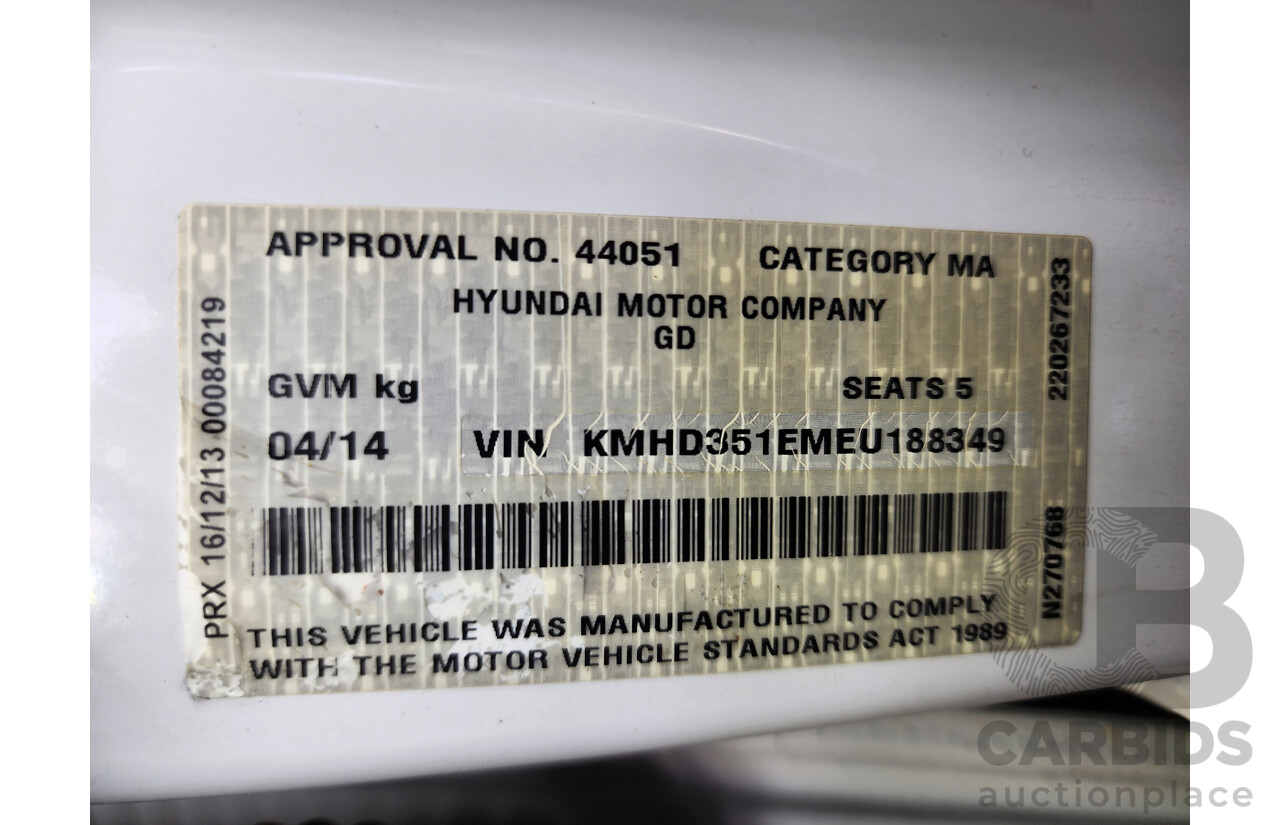 APPROVAL NO. 44051 CATEGORY MA
HYUNDAI MOTOR COMPANY
GD
GVM kg SEATS 5
04/14 VIN KMHD351EMEU188349
THIS VEHICLE WAS MANUFACTURED TO COMPLY
WITH THE MOTOR VEHICLE STANDARDS ACT 1989
PRX 16/12/13 00084219
220267233
N270768
CB
CARBIDS
auctionplace